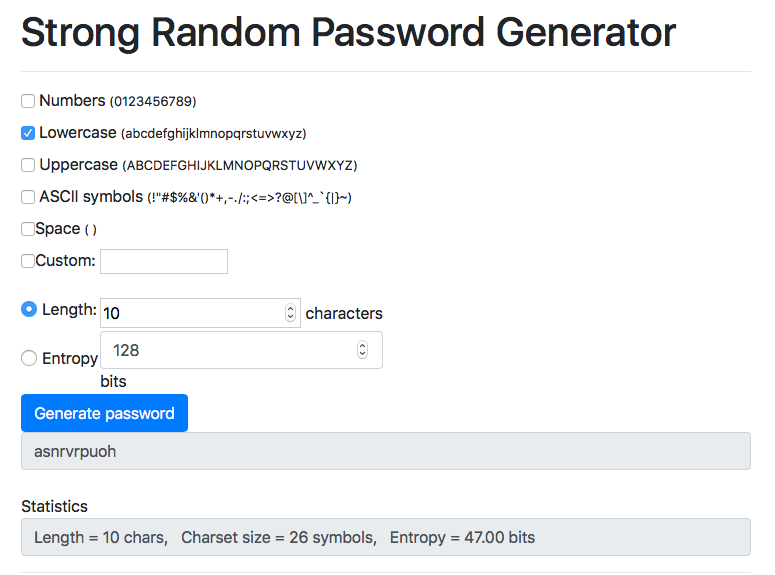 Strong Random Password Generator
Numbers (0123456789)
Lowercase (abcdefghijklmnopqrstuvwxyz)
Uppercase (ABCDEFGHIJKLMNOPQRSTUVWXYZ)
ASCII symbols (!"#$%&'()*+,-./:;<=>?@[\]^_`{|}~)
Space ( )
Custom:
Length: 10 characters
Entropy 128
bits
Generate password
asnrvrpuoh
Statistics
Length = 10 chars, Charset size = 26 symbols, Entropy = 47.00 bits